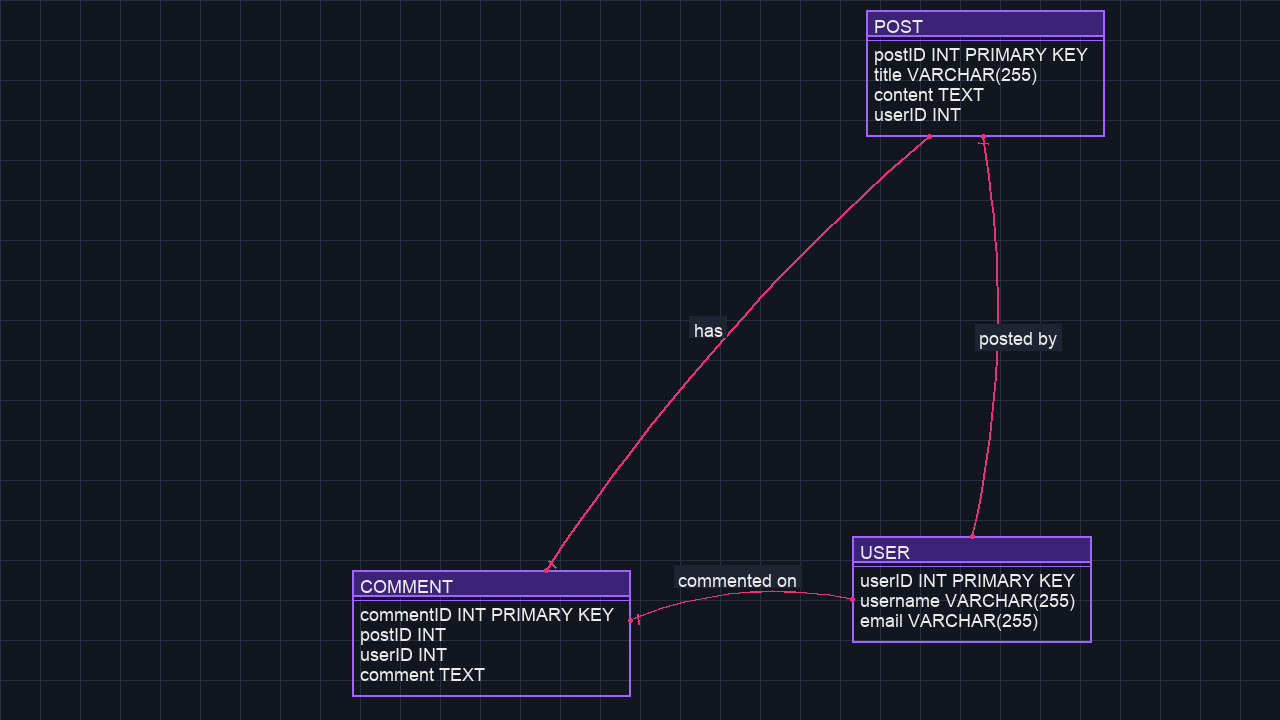 POST
postID INT PRIMARY KEY
title VARCHAR(255)
content TEXT
userID INT
has
posted by
USER
userID INT PRIMARY KEY
username VARCHAR(255)
email VARCHAR(255)
commented on
COMMENT
commentID INT PRIMARY KEY
postID INT
userID INT
comment TEXT